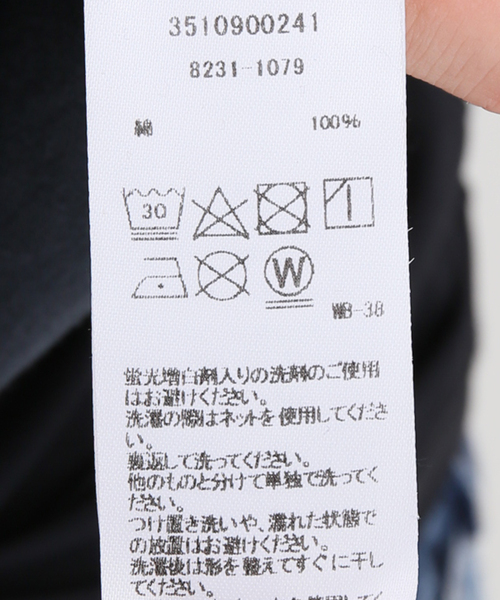 3510900241
8231-1079
綿 100%
30
W
WB-38
蛍光増白剤入りの洗剤のご使用
はお避けください。
洗濯の際はネットを使用してくださ
い。
裏返して洗ってください。
他のものと分けて単独で洗ってく
ださい。
つけ置き洗いや、濡れた状態で
の放置はお避けください。
洗濯後は形を整えてすぐに干し
てください。